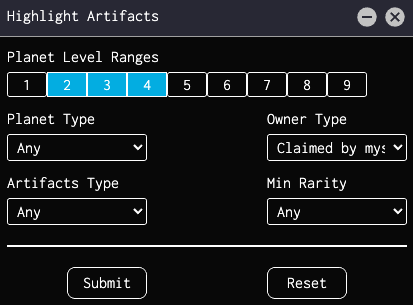 Highlight Artifacts
Planet Level Ranges
1 2 3 4 5 6 7 8 9
Planet Type Owner Type
Any Claimed by mys
Artifacts Type Min Rarity
Any Any
Submit Reset